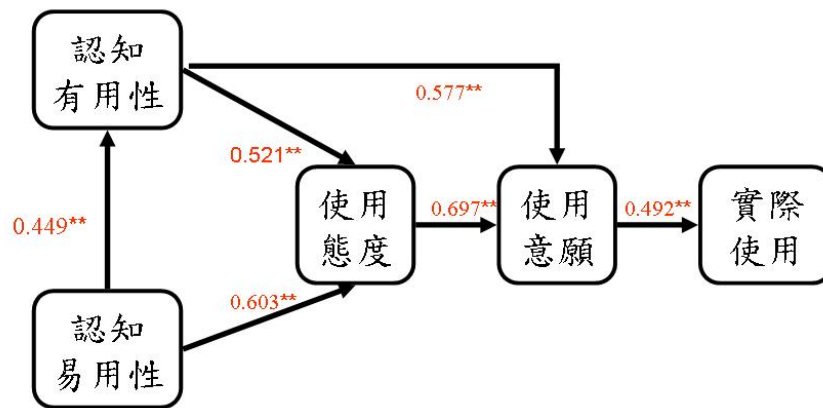 認知
有用性
0.577**
0.521**
使用
態度
0.697**
使用
意願
0.492**
實際
使用
0.449**
0.603**
認知
易用性